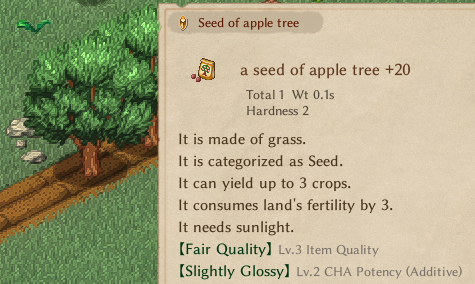 Seed of apple tree
a seed of apple tree +20
Total 1 Wt 0.1s
Hardness 2
It is made of grass.
It is categorized as Seed.
It can yield up to 3 crops.
It consumes land's fertility by 3.
It needs sunlight.
【Fair Quality】 Lv.3 Item Quality
【Slightly Glossy】 Lv.2 CHA Potency (Additive)